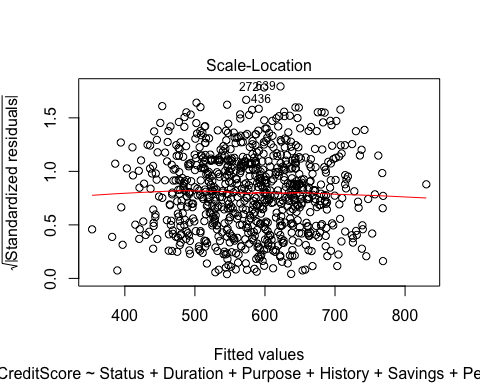 Scale-Location
639
436
√|Standardized residuals|
0.0 0.5 1.0 1.5
400 500 600 700 800
Fitted values
CreditScore ~ Status + Duration + Purpose + History + Savings + Pe